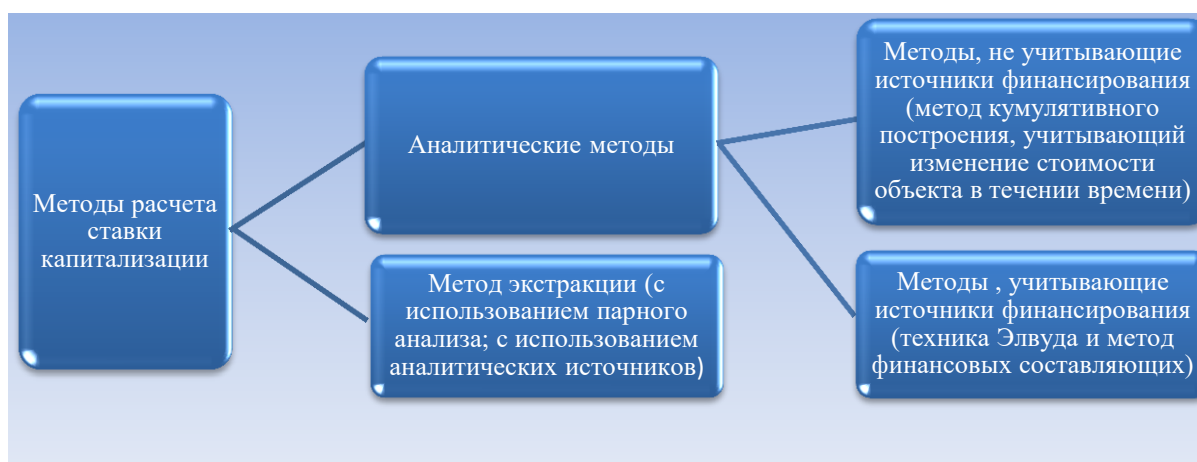 Методы расчета
ставки
капитализации
Аналитические методы
Метод экстракции (с
использованием парного
анализа; с использованием
аналитических источников)
Методы, не учитывающие
источники финансирования
(метод кумулятивного
построения, учитывающий
изменение стоимости
объекта в течении времени)
Методы , учитывающие
источники финансирования
(техника Элвуда и метод
финансовых составляющих)